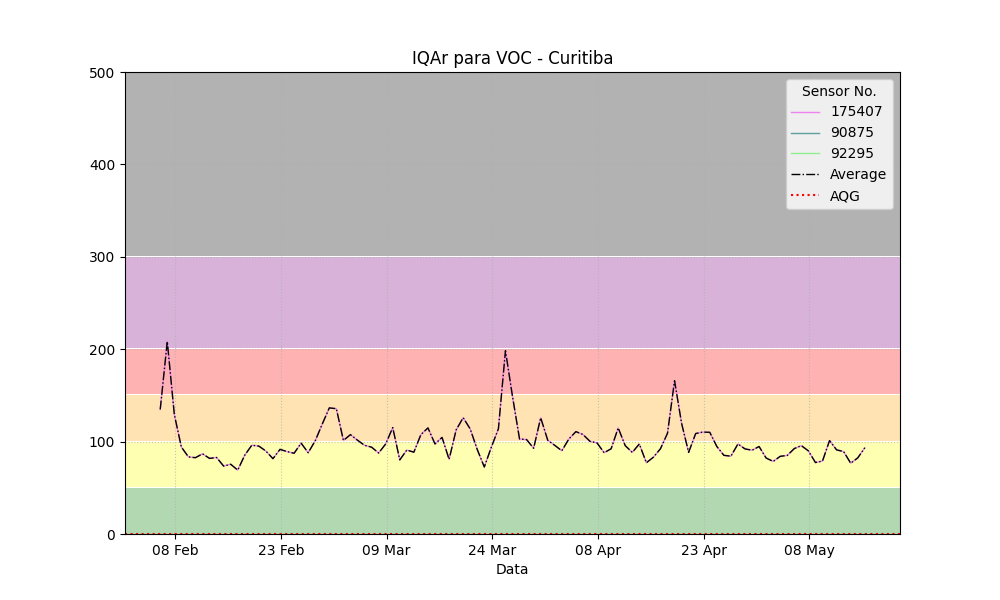 IQAr para VOC - Curitiba
500
400
300
200
100
0
Sensor No.
175407
90875
92295
Average
AQG
08 Feb
23 Feb
09 Mar
24 Mar
08 Apr
23 Apr
08 May
Data